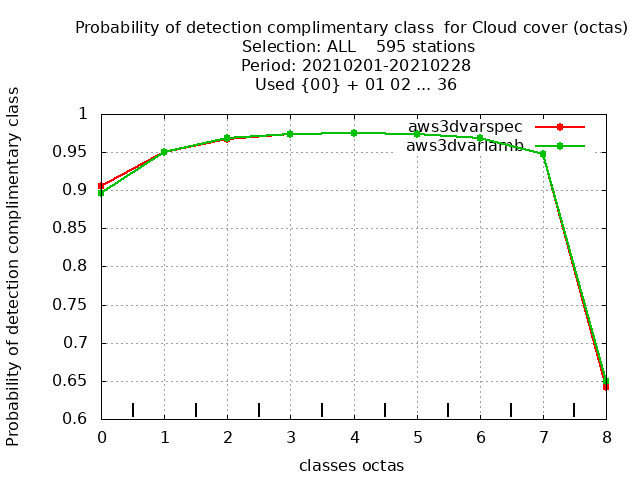 Probability of detection complimentary class  for Cloud cover (octas)
Selection: ALL    595 stations
Period: 20210201-20210228
Used {00} + 01 02 ... 36
Probability of detection complimentary class
1
0.95
0.9
0.85
0.8
0.75
0.7
0.65
0.6
aws3dvarspec
aws3dvarlamb
0 1 2 3 4 5 6 7 8
classes octas